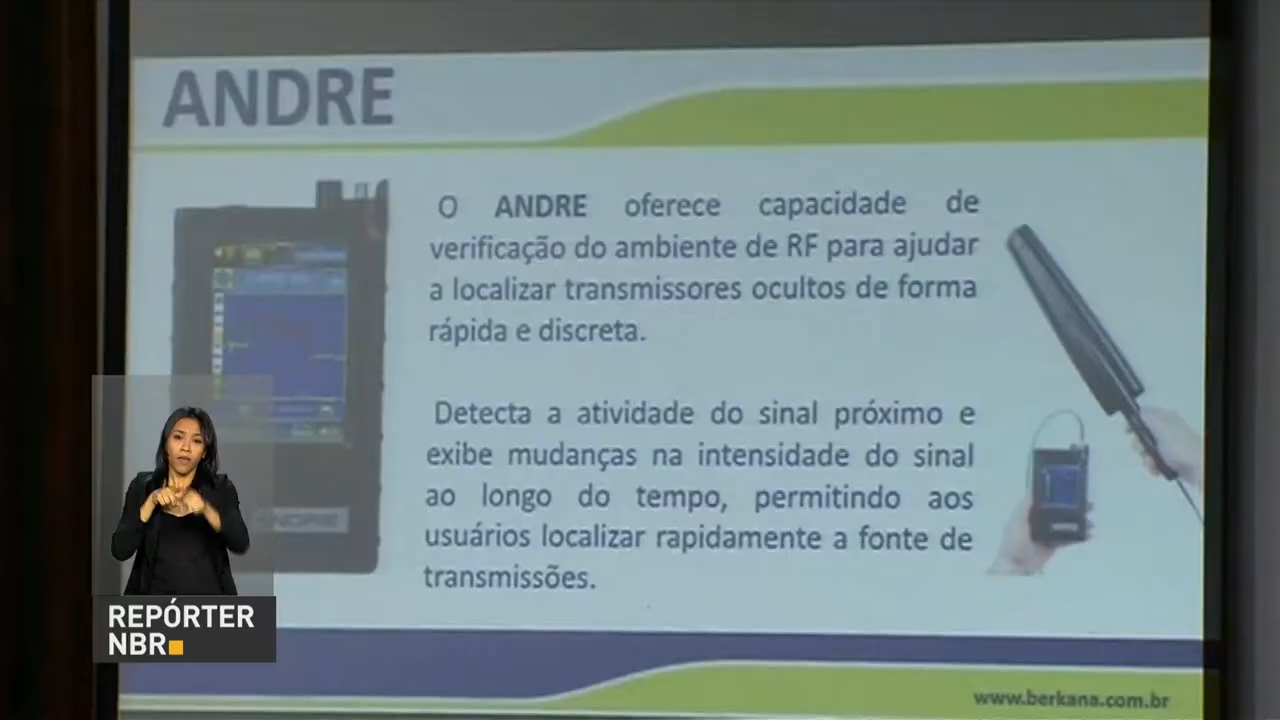 ANDRE
O ANDRE oferece capacidade de
verificação do ambiente de RF para ajudar
a localizar transmissores ocultos de forma
rápida e discreta.
Detecta a atividade do sinal próximo e
exibe mudanças na intensidade do sinal
ao longo do tempo, permitindo aos
usuários localizar rapidamente a fonte de
transmissões.
ANDRE
REPÓRTER
NBR
www.berkana.com.br